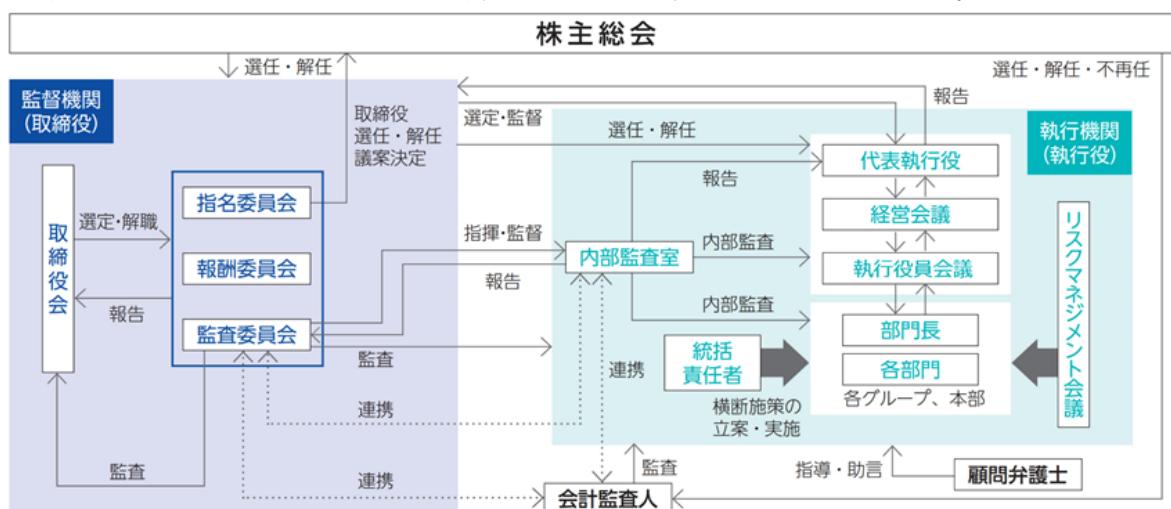 株主総会
選任・解任
選任・解任・不再任
監督機関
(取締役)
取締役
選任・解任
議案決定
選定・監督
選任・解任
報告
執行機関
(執行役)
代表執行役
報告
指名委員会
選定・解職
取締役会
経営会議
リスクマネジメント会議
指揮・監督
内部監査室
内部監査
報酬委員会
報告
執行役員会議
報告
内部監査
監査委員会
部門長
監査
統括
責任者
連携
各部門
各グループ、本部
横断施策の
立案・実施
連携
監査
連携
監査
指導・助言
顧問弁護士
会計監査人